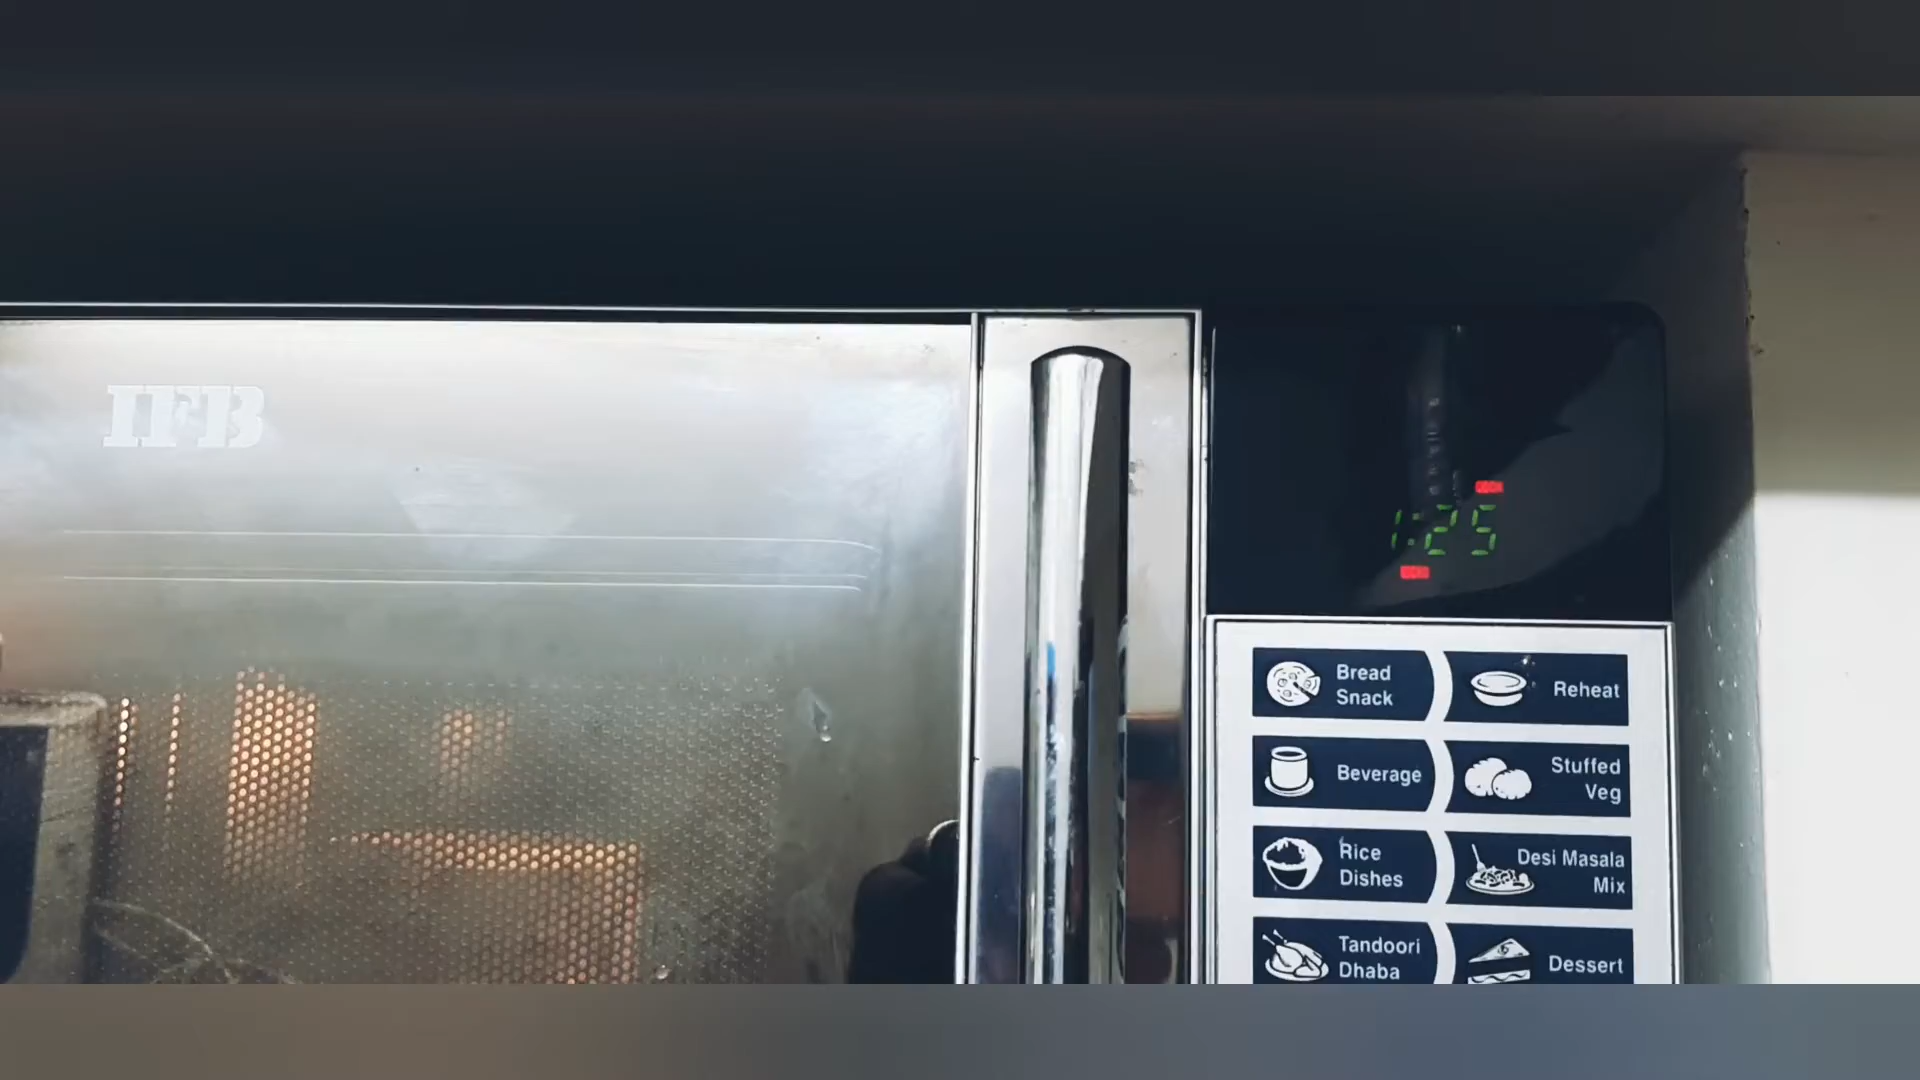 IFB
1:25
Bread
Snack
Reheat
Beverage
Stuffed
Veg
Rice
Dishes
Desi Masala
Mix
Tandoori
Dhaba
Dessert